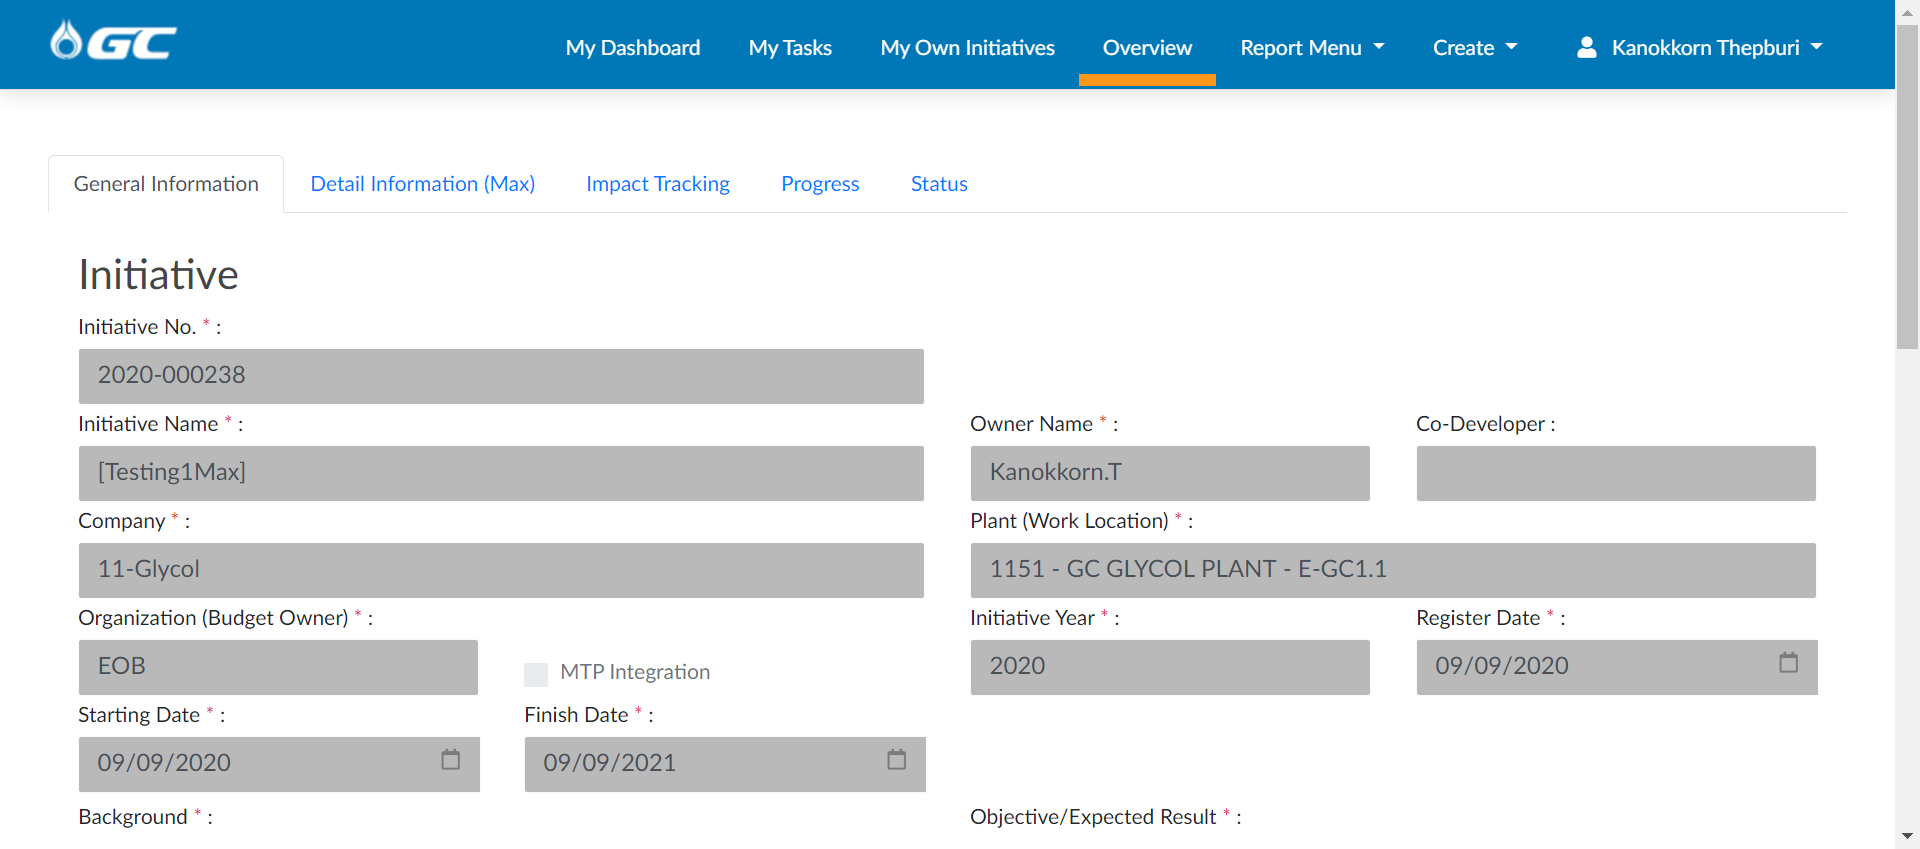 GC
My Dashboard My Tasks My Own Initiatives Overview Report Menu Create Kanokkorn Thepburi
General Information Detail Information (Max) Impact Tracking Progress Status
Initiative
Initiative No. * :
2020-000238
Initiative Name * : Owner Name * : Co-Developer :
[Testing1Max] Kanokkorn.T
Company * : Plant (Work Location) * :
11-Glycol 1151 - GC GLYCOL PLANT - E-GC1.1
Organization (Budget Owner) * : Initiative Year * : Register Date * :
EOB MTP Integration 2020 09/09/2020
Starting Date * : Finish Date * :
09/09/2020 09/09/2021
Background * : Objective/Expected Result * :